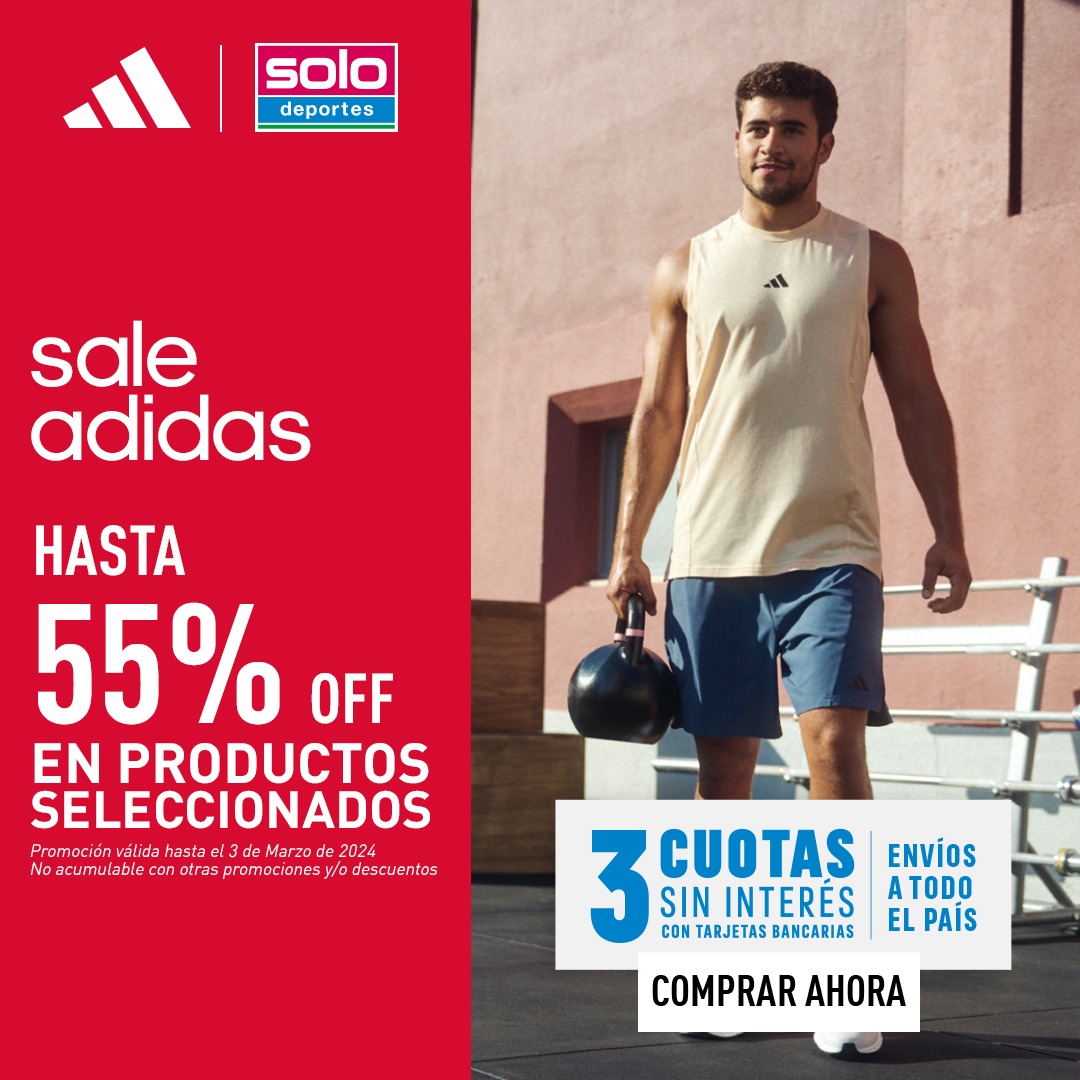 solo
deportes
sale
adidas
HASTA
55% OFF
EN PRODUCTOS
SELECCIONADOS
Promoción válida hasta el 3 de Marzo de 2024
No acumulable con otras promociones y/o descuentos
3 CUOTAS
SIN INTERÉS
CON TARJETAS BANCARIAS
ENVÍOS
A TODO
EL PAÍS
COMPRAR AHORA